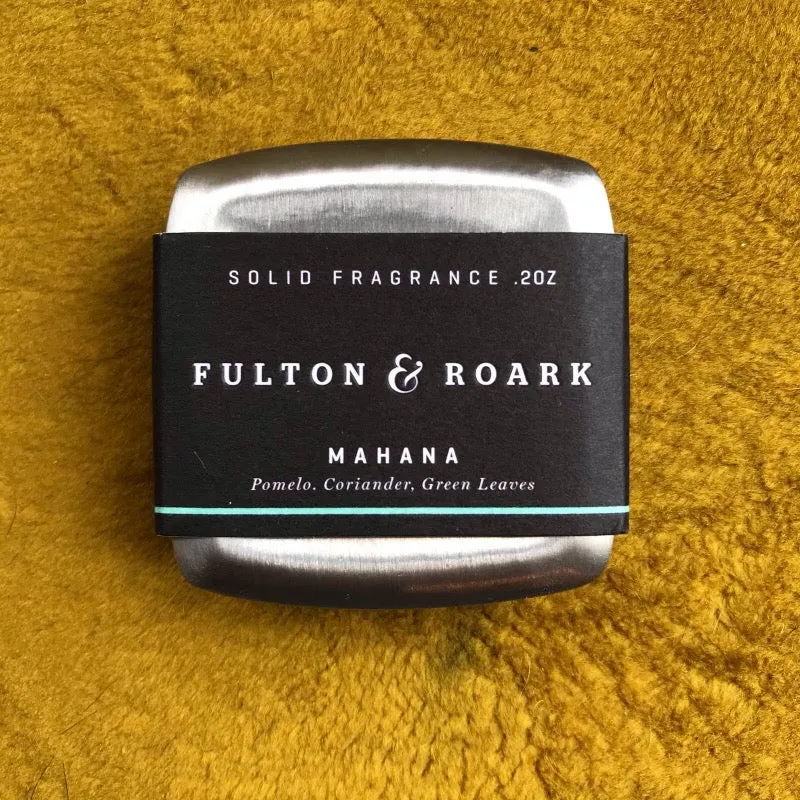 SOLID FRAGRANCE .2OZ
FULTON & ROARK
MAHANA
Pomelo. Coriander, Green Leaves